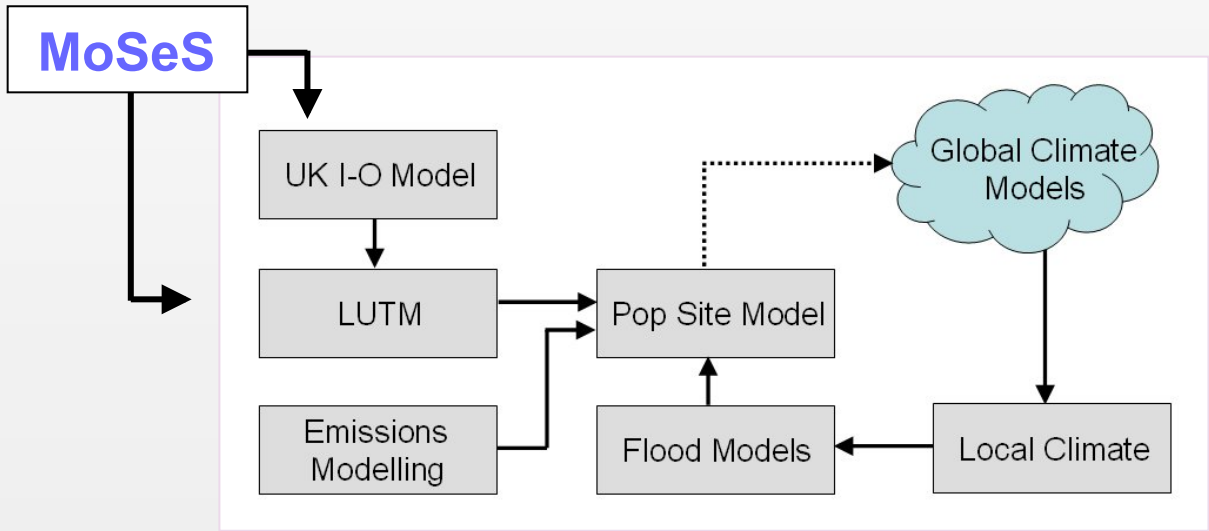 MoSeS
UK I-O Model
Global Climate
Models
LUTM
Pop Site Model
Emissions
Modelling
Flood Models
Local Climate